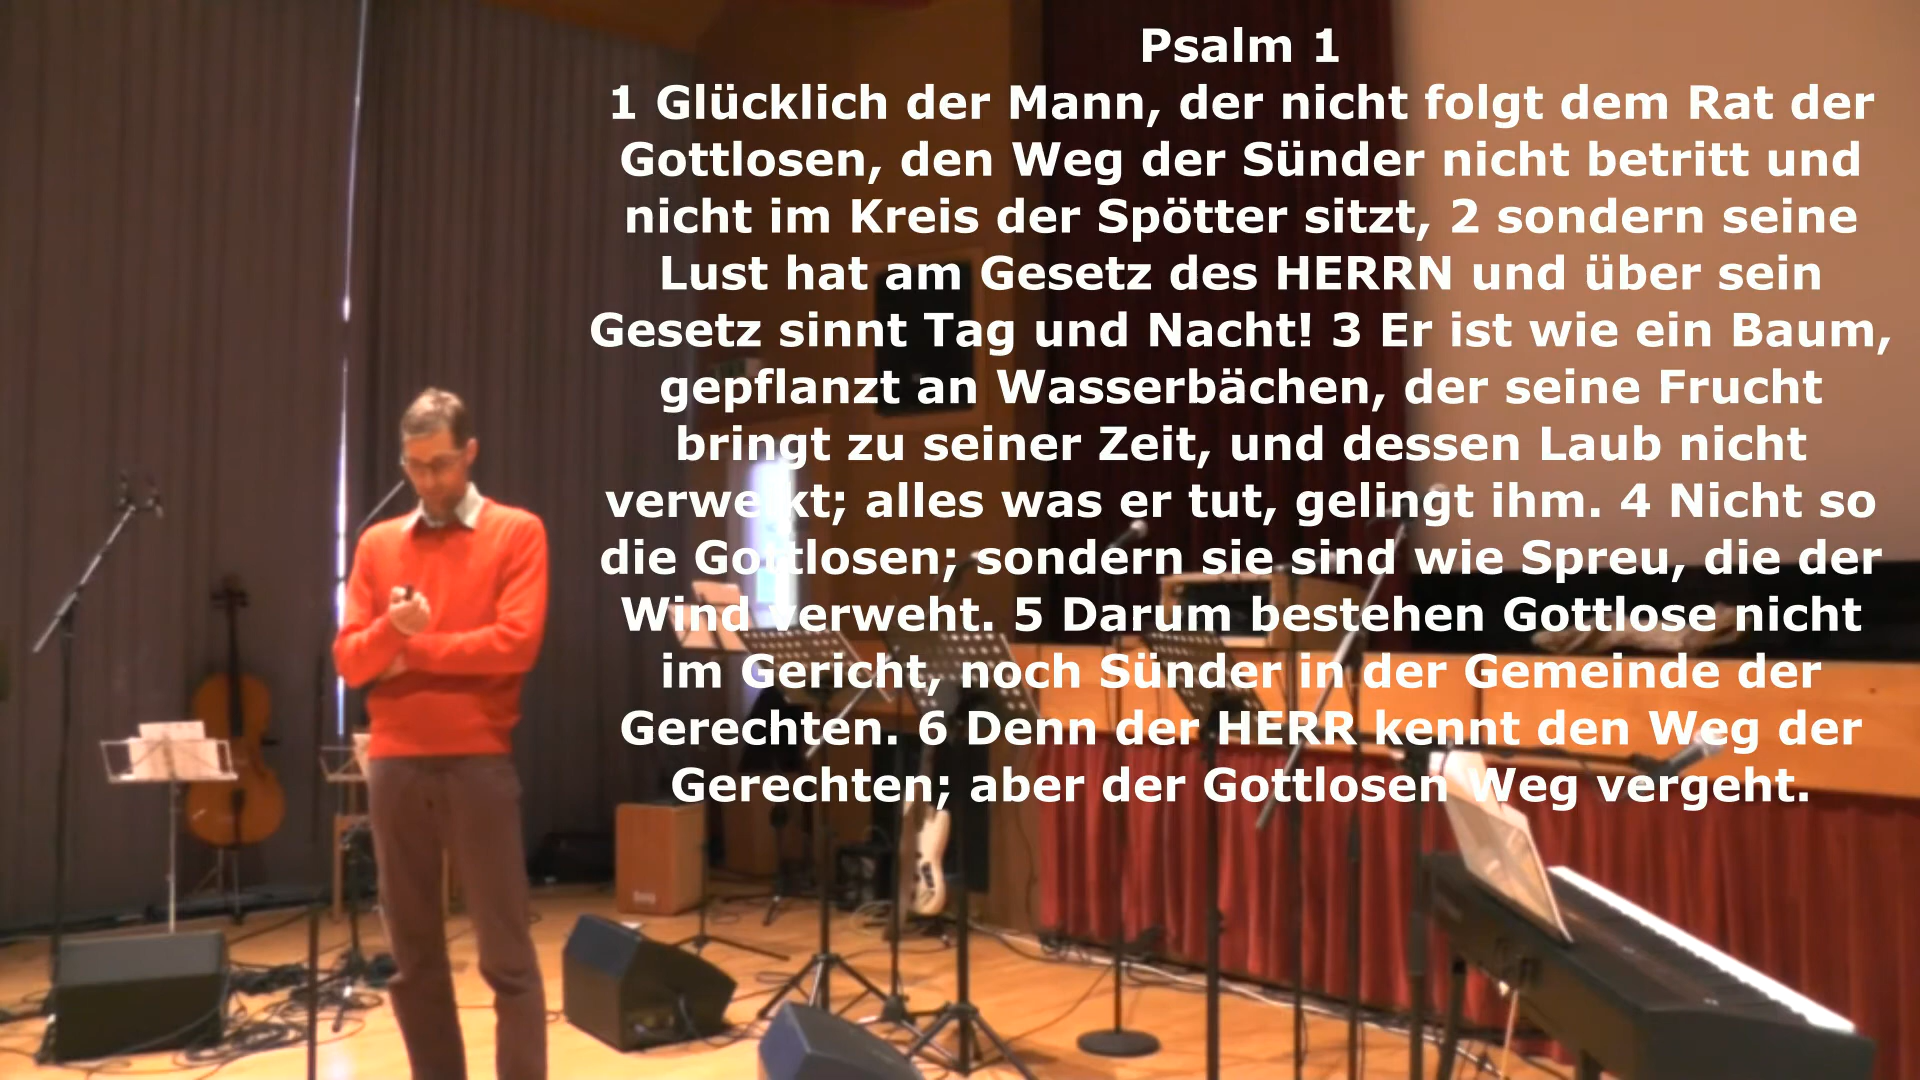 Psalm 1
1 Glücklich der Mann, der nicht folgt dem Rat der
Gottlosen, den Weg der Sünder nicht betritt und
nicht im Kreis der Spötter sitzt, 2 sondern seine
Lust hat am Gesetz des HERRN und über sein
Gesetz sinnt Tag und Nacht! 3 Er ist wie ein Baum,
gepflanzt an Wasserbächen, der seine Frucht
bringt zu seiner Zeit, und dessen Laub nicht
verwelkt; alles was er tut, gelingt ihm. 4 Nicht so
die Gottlosen; sondern sie sind wie Spreu, die der
Wind verweht. 5 Darum bestehen Gottlose nicht
im Gericht, noch Sünder in der Gemeinde der
Gerechten. 6 Denn der HERR kennt den Weg der
Gerechten; aber der Gottlosen Weg vergeht.